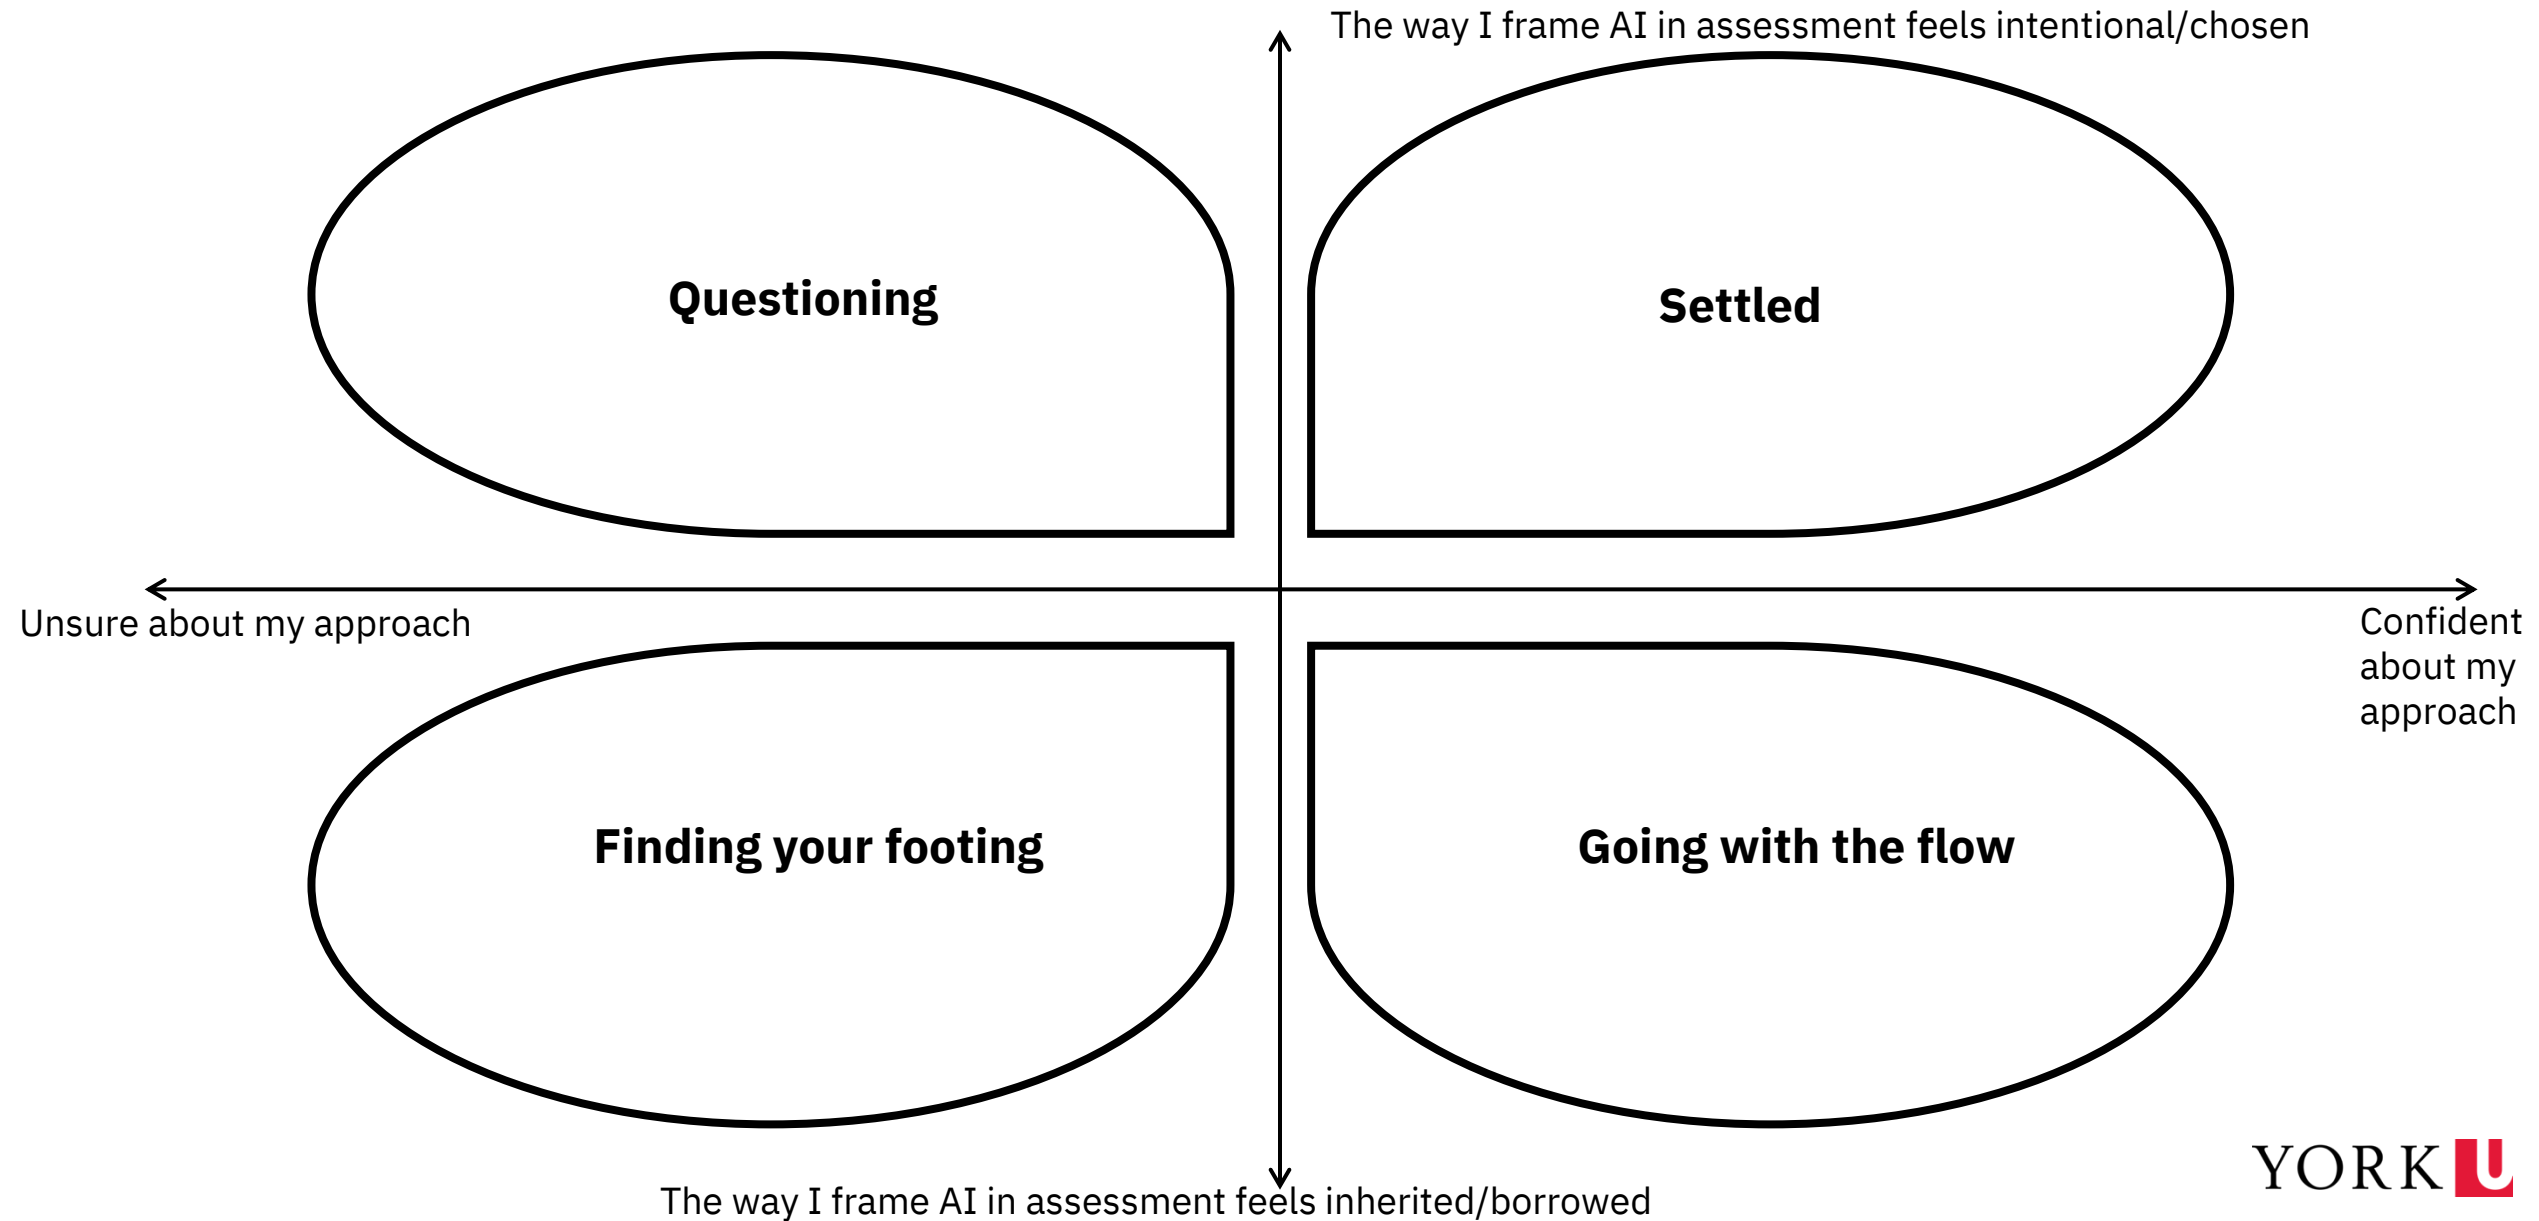 The way I frame AI in assessment feels intentional/chosen
Questioning
Settled
Unsure about my approach
Confident
about my
approach
Finding your footing
Going with the flow
The way I frame AI in assessment feels inherited/borrowed
YORK U